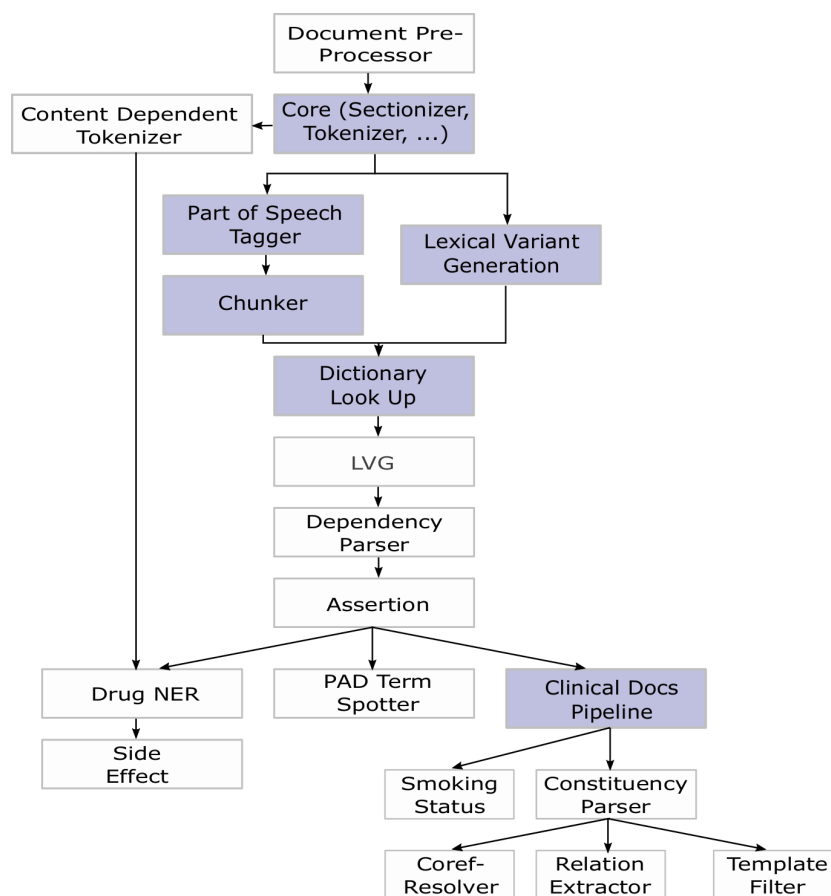 Document Pre-
Processor
Content Dependent
Tokenizer
Core (Sectionizer,
Tokenizer, ...)
Part of Speech
Tagger
Lexical Variant
Generation
Chunker
Dictionary
Look Up
LVG
Dependency
Parser
Assertion
Drug NER
PAD Term
Spotter
Clinical Docs
Pipeline
Side
Effect
Smoking
Status
Constituency
Parser
Coref-
Resolver
Relation
Extractor
Template
Filter